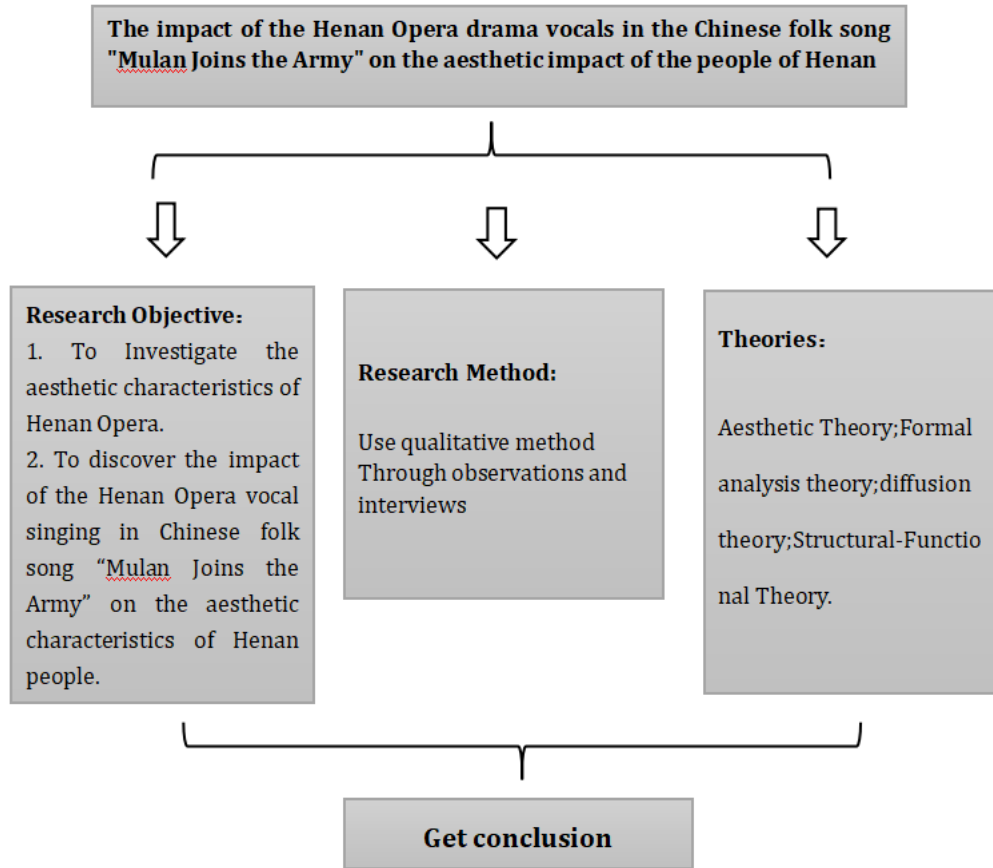 The impact of the Henan Opera drama vocals in the Chinese folk song
"Mulan Joins the Army" on the aesthetic impact of the people of Henan
Research Objective：
1. To Investigate the
aesthetic characteristics of
Henan Opera.
2. To discover the impact
of the Henan Opera vocal
singing in Chinese folk
song “Mulan Joins the
Army” on the aesthetic
characteristics of Henan
people.
Research Method:
Use qualitative method
Through observations and
interviews
Theories：
Aesthetic Theory;Formal
analysis theory;diffusion
theory;Structural-Functio
nal Theory.
Get conclusion